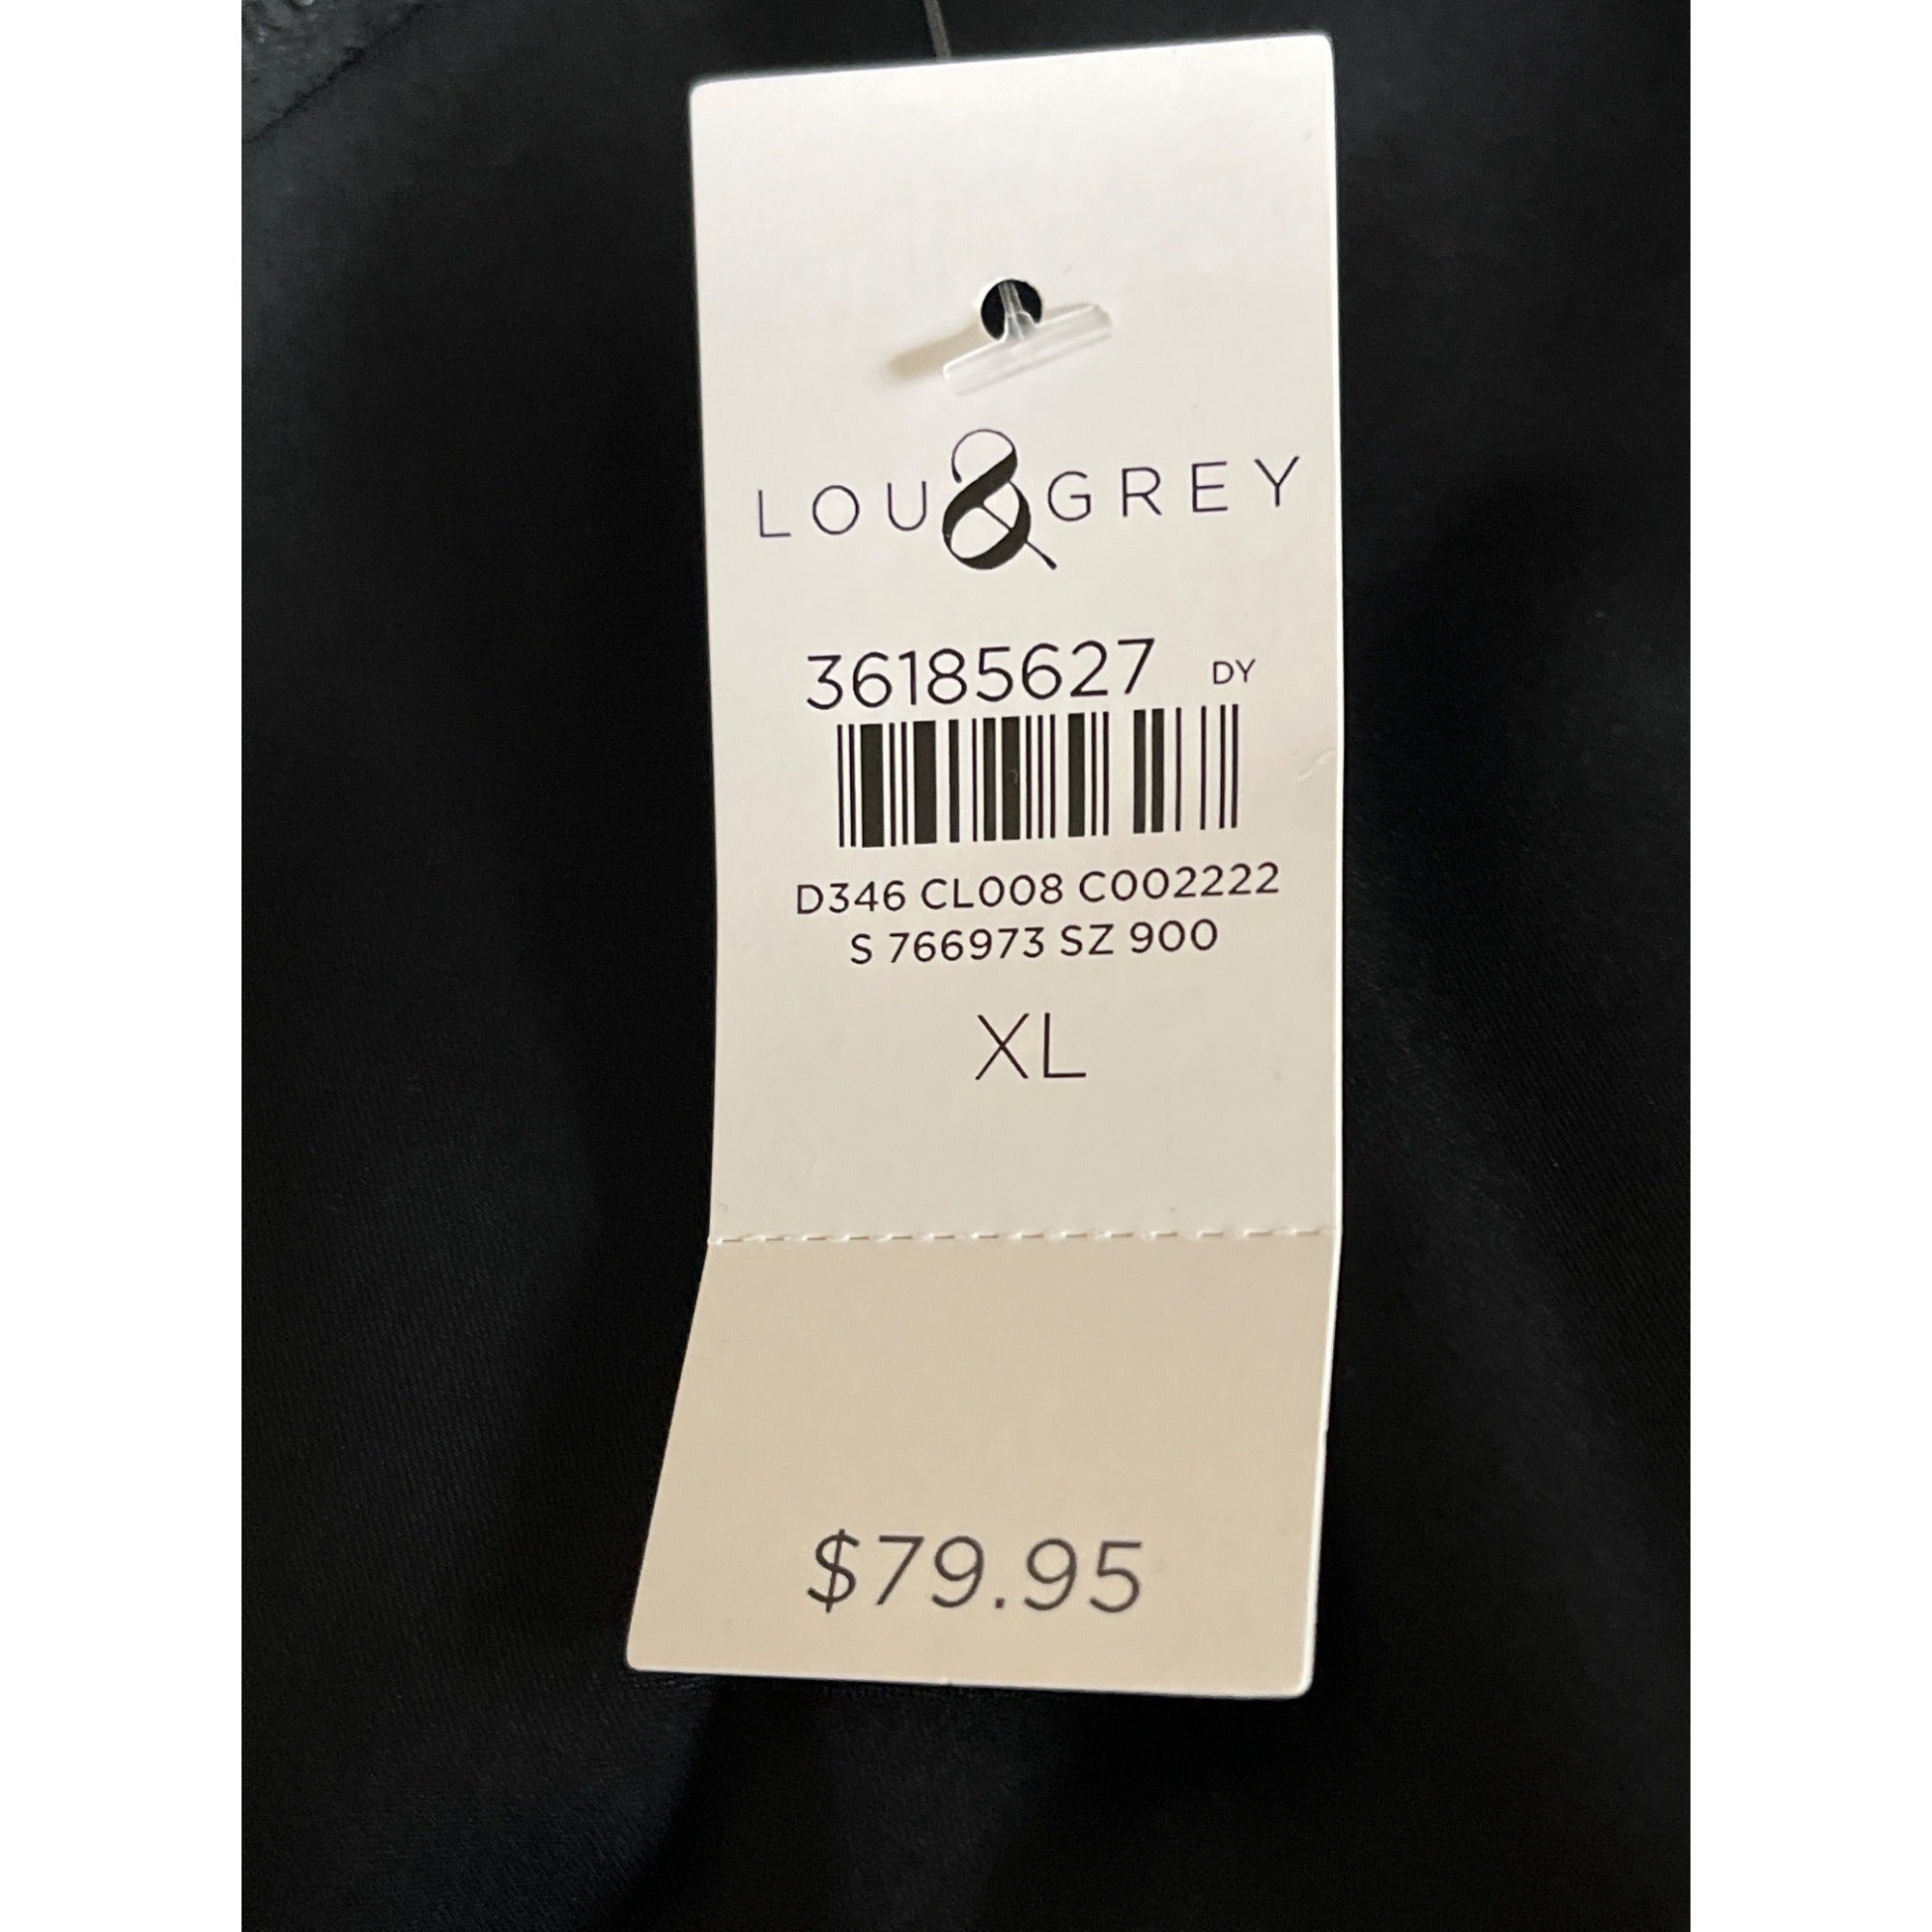 LOU&GREY
36185627 DY
D346 CL008 C002222
S 766973 SZ 900
XL
$79.95